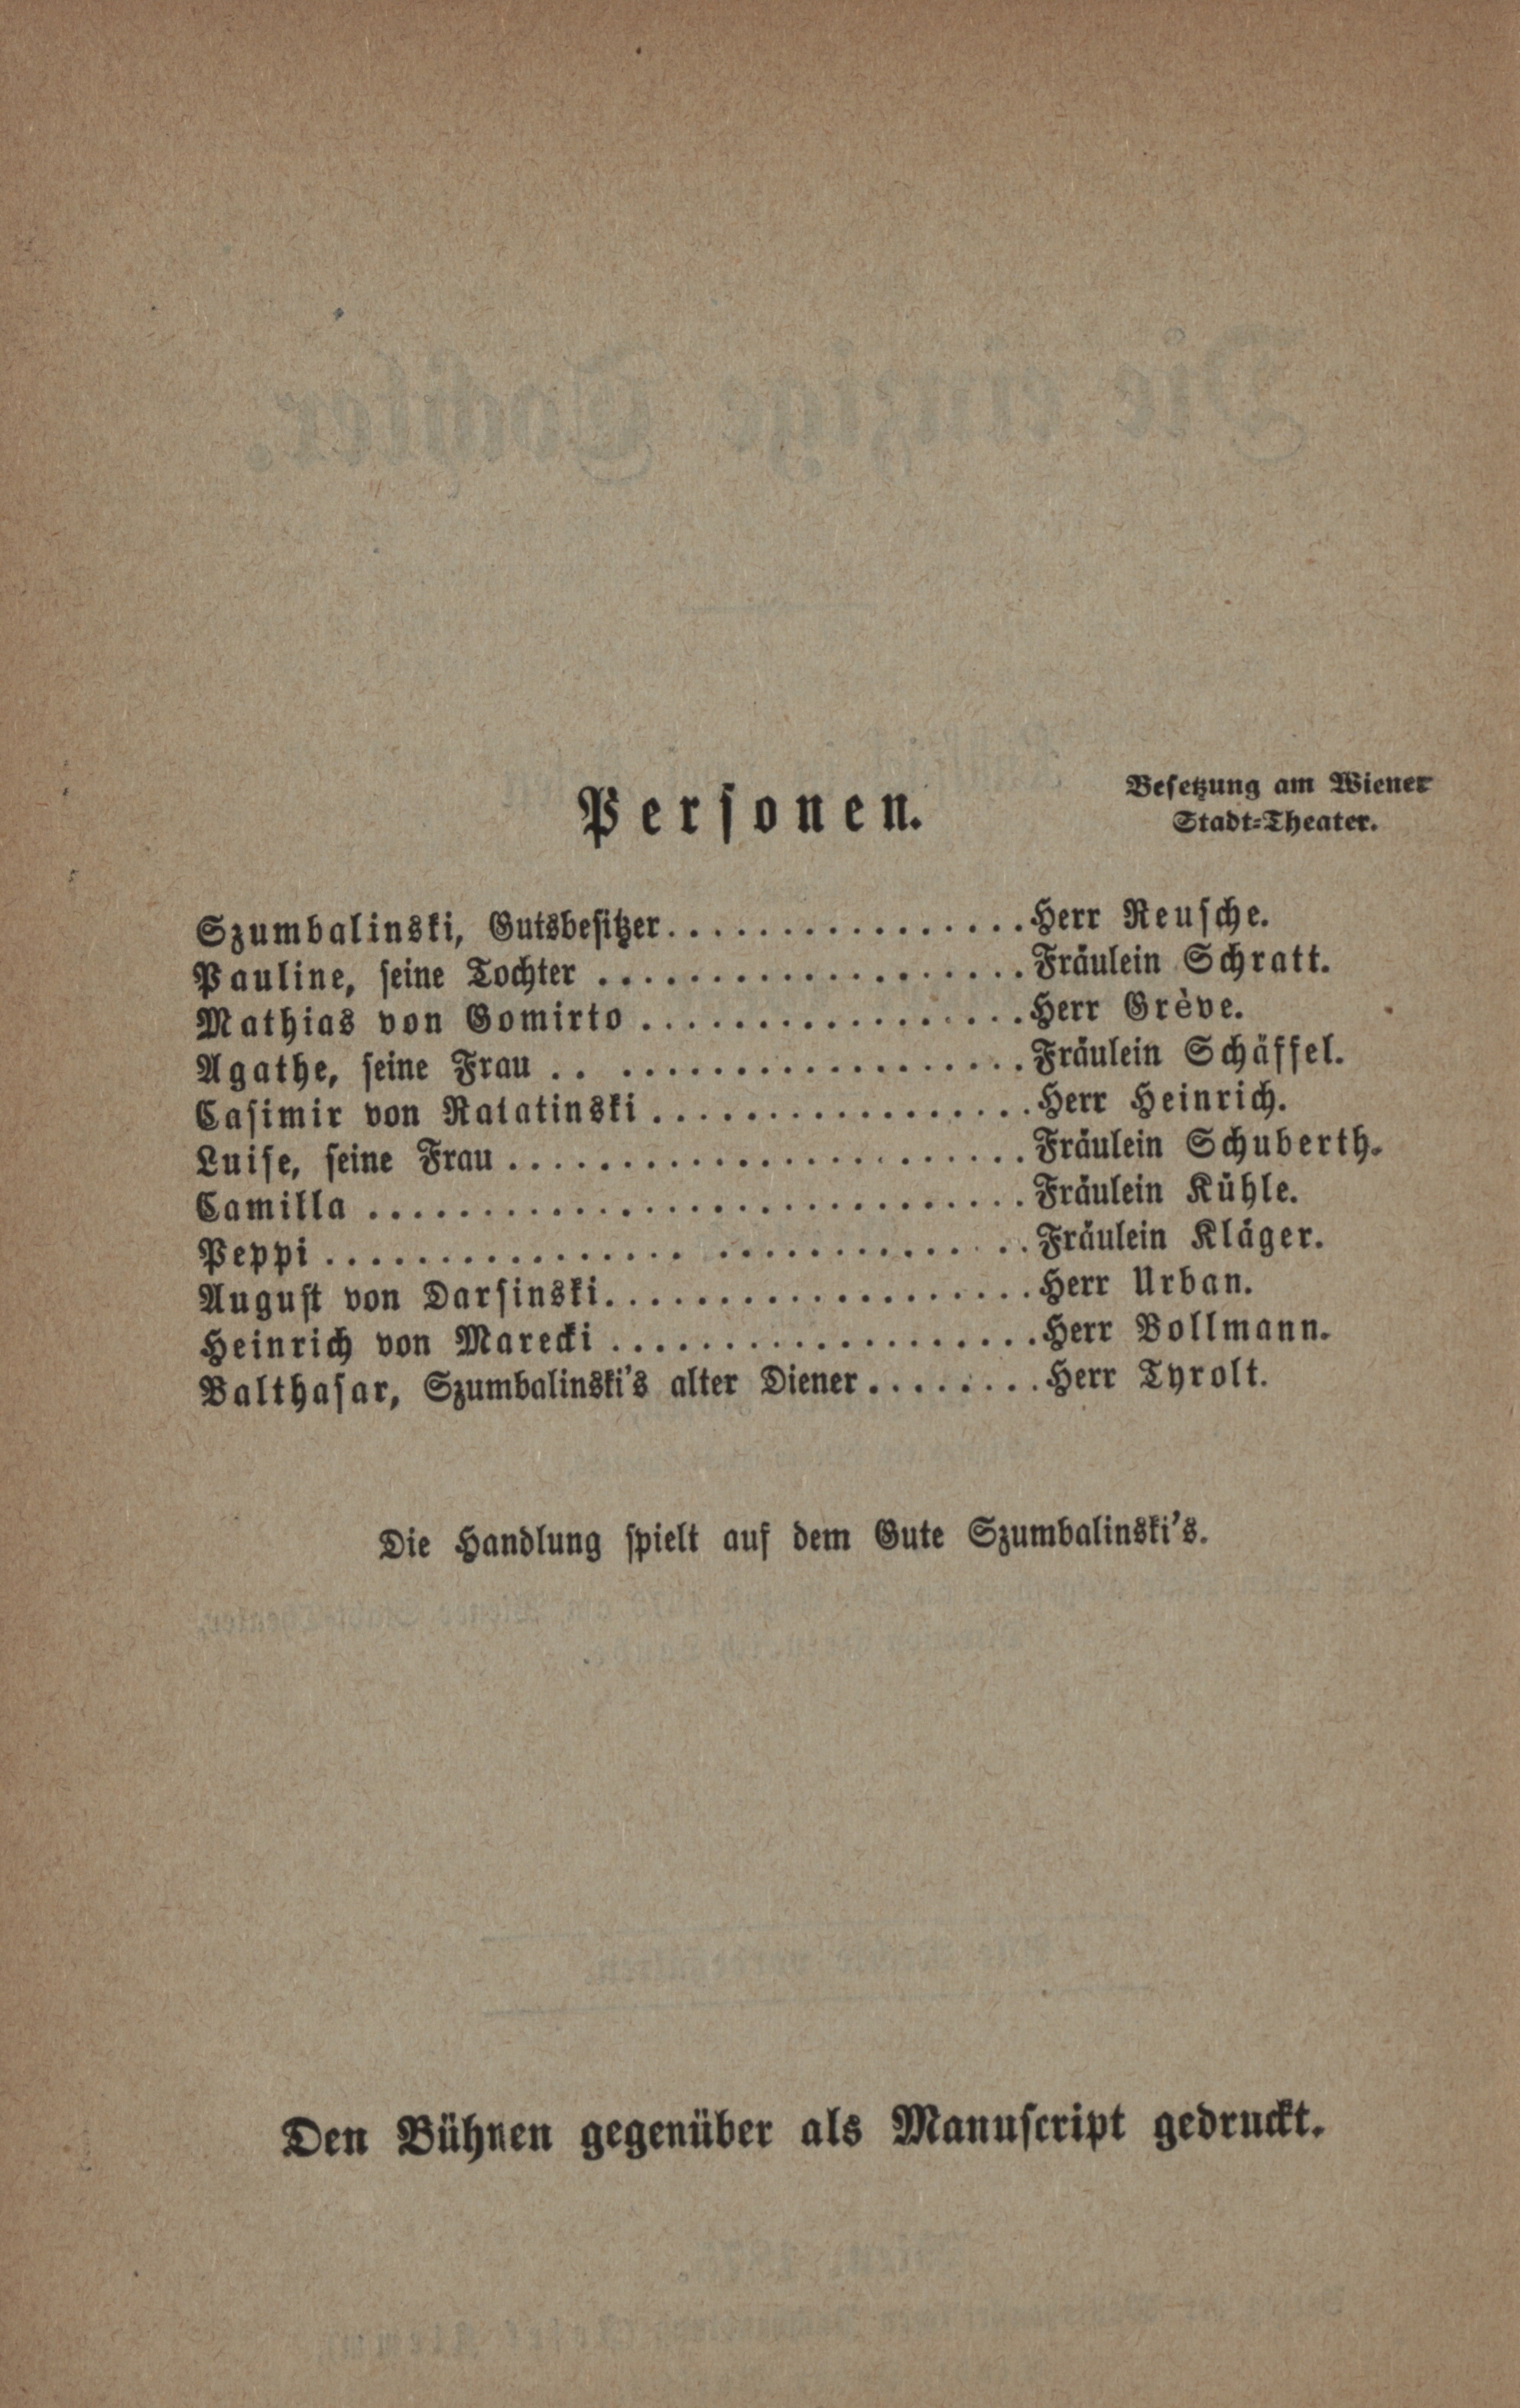 Personen.
Besetzung am Wiener
Stadt-Theater.
Szumbalinski, Gutsbesitzer................Herr Reusche.
Pauline, seine Tochter ...................Fräulein Schratt.
Mathias von Gomirto .................Herr Grève.
Agathe, seine Frau .. ..................Fräulein Schäffel.
Casimir von Ratatinski.................Herr Heinrich.
Luise, seine Frau.......................Fräulein Schuberth.
Camilla .............................Fräulein Kühle.
Peppi................ .............Fräulein Kläger.
August von Darsinski...................Herr Urban.
Heinrich von Marecki ...................Herr Bollmann.
Balthasar, Szumbalinski's alter Diener........Herr Tyrolt.
Die Handlung spielt auf dem Gute Szumbalinski's.
Den Bühnen gegenüber als Manuscript gedruckt.